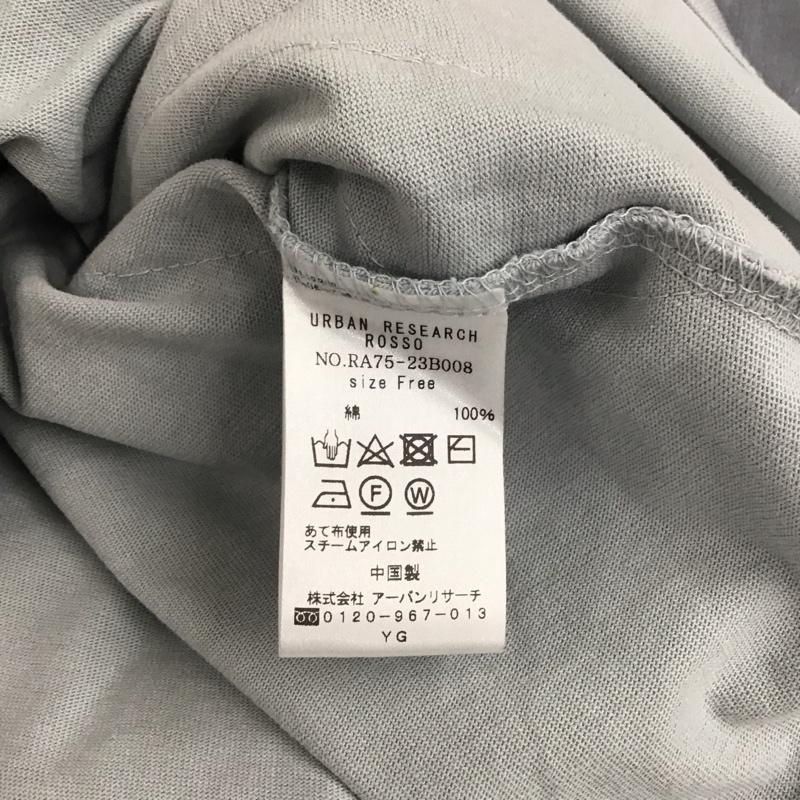 URBAN RESEARCH
ROSSO
NO.RA75-23B008
size Free
綿 100%
F W
あて布使用
スチームアイロン禁止
中国製
株式会社 アーバンリサーチ
0120-967-013
YG